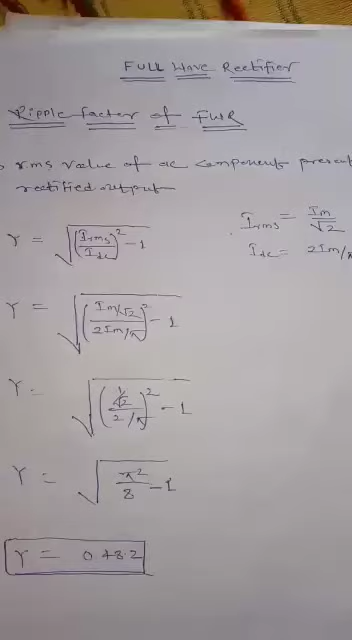 FULL Wave Rectifier
Ripple factor of FWR
rms value of ac component present
rectified output
γ = √((Irms/Idc)² - 1)
Irms = Im/√2
Idc = 2Im/π
γ = √((Im/√2 / 2Im/π)² - 1)
γ = √((1/√2 / 2/π)² - 1)
γ = √(π²/8 - 1)
γ = 0.482